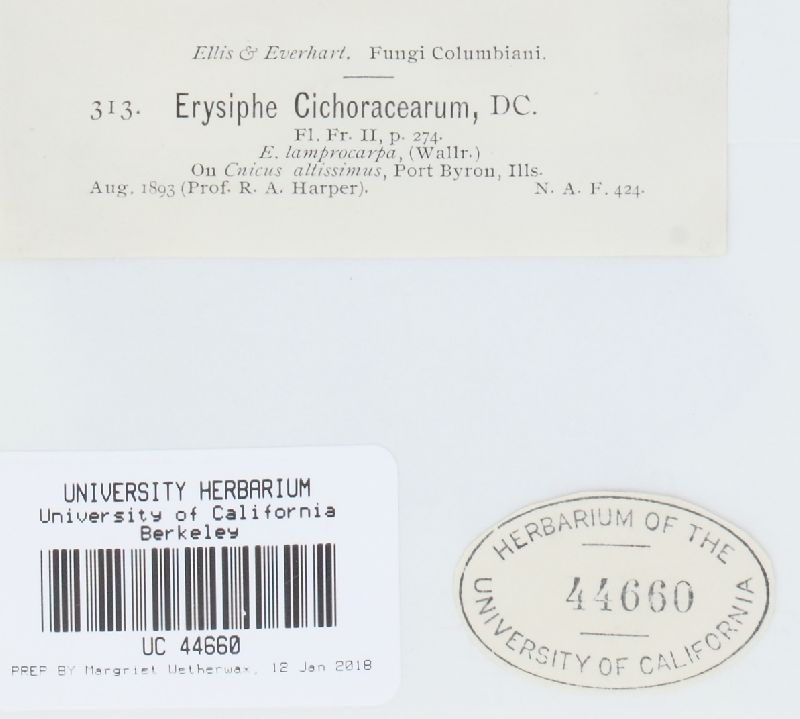 Ellis & Everhart. Fungi Columbiani.
313. Erysiphe Cichoracearum, DC.
Fl. Fr. II, p. 274.
E. lamprocarpa, (Wallr.)
On Cnicus altissimus, Port Byron, Ills.
Aug. 1893 (Prof. R. A. Harper). N. A. F. 424.
UNIVERSITY HERBARIUM
University of California
Berkeley
UC 44660
PREP BY Margriet Wetherwax, 12 Jan 2018
HERBARIUM OF THE
44660
UNIVERSITY OF CALIFORNIA